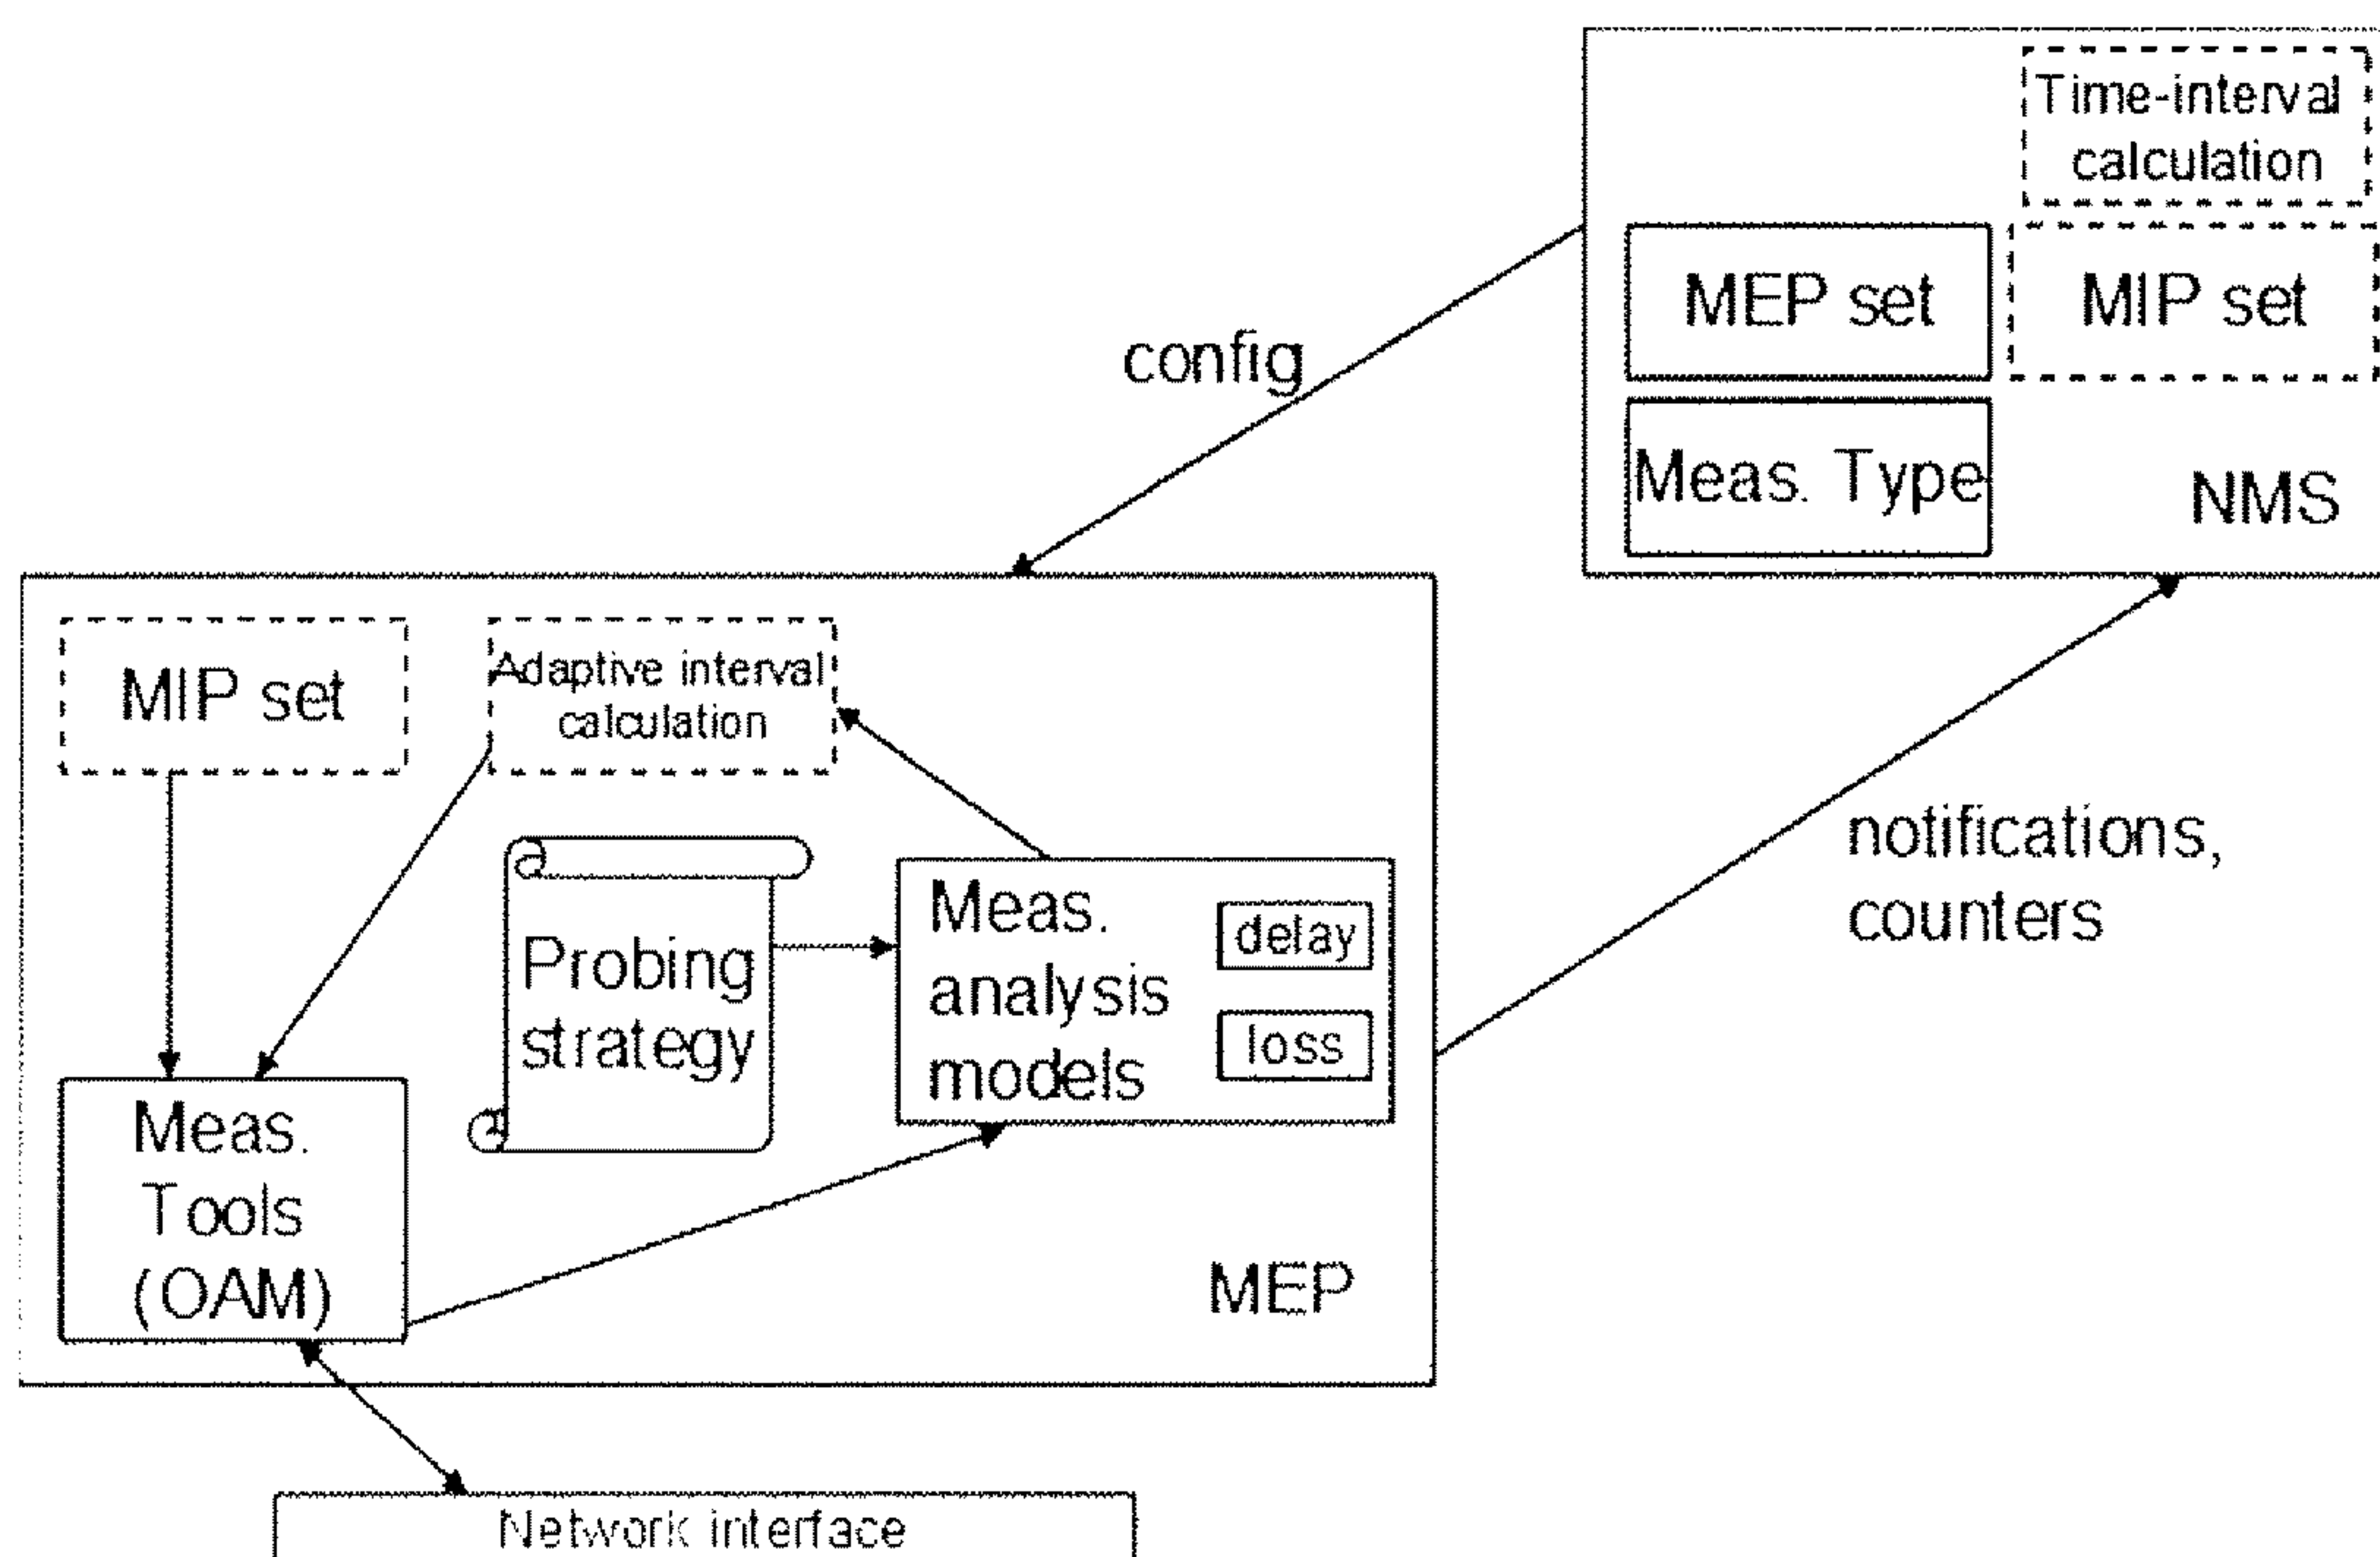 Time-interval
calculation
MEP set
MIP set
config
Meas. Type
NMS
MIP set
Adaptive interval
calculation
notifications,
counters
Probing
strategy
Meas.
analysis
models
delay
loss
Meas.
Tools
(OAM)
MEP
Network interface